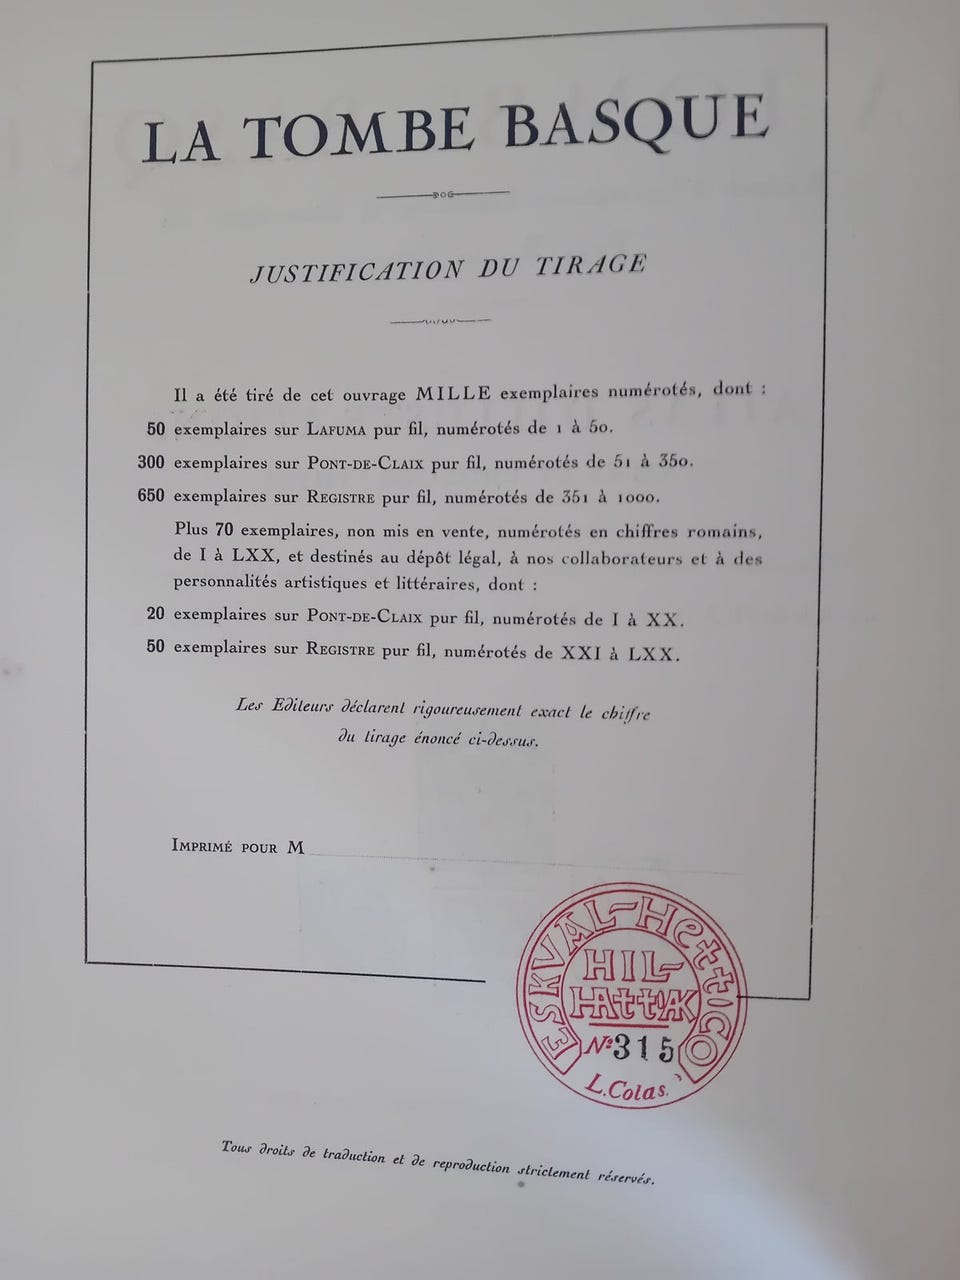 LA TOMBE BASQUE
JUSTIFICATION DU TIRAGE
Il a été tiré de cet ouvrage MILLE exemplaires numérotés, dont :
50 exemplaires sur LAFUMA pur fil, numérotés de 1 à 50.
300 exemplaires sur PONT-DE-CLAIX pur fil, numérotés de 51 à 350.
650 exemplaires sur REGISTRE pur fil, numérotés de 351 à 1000.
Plus 70 exemplaires, non mis en vente, numérotés en chiffres romains,
de I à LXX, et destinés au dépôt légal, à nos collaborateurs et à des
personnalités artistiques et littéraires, dont :
20 exemplaires sur PONT-DE-CLAIX pur fil, numérotés de I à XX.
50 exemplaires sur REGISTRE pur fil, numérotés de XXI à LXX.
Les Editeurs déclarent rigoureusement exact le chiffre
du tirage énoncé ci-dessus.
IMPRIMÉ POUR M
ESKUAL-HERRICO
HIL-
HARRIAK
Nº 315
L. Colas.
Tous droits de traduction et de reproduction strictement réservés.